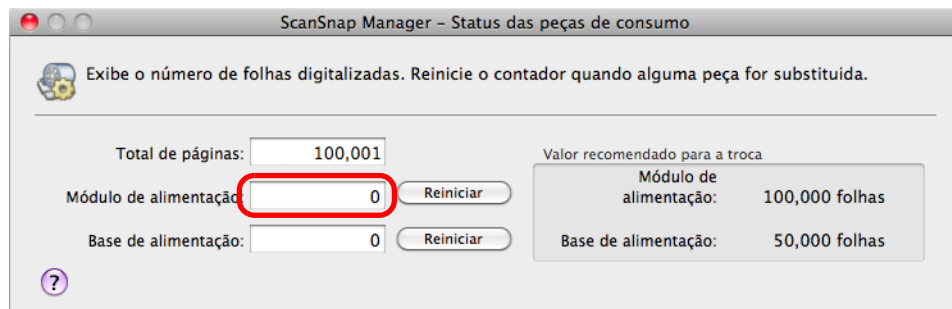 ScanSnap Manager – Status das peças de consumo
Exibe o número de folhas digitalizadas. Reinicie o contador quando alguma peça for substituida.
Total de páginas: 100,001
Valor recomendado para a troca
Módulo de alimentação: 0 Reiniciar
Módulo de
alimentação: 100,000 folhas
Base de alimentação: 0 Reiniciar
Base de alimentação: 50,000 folhas
?